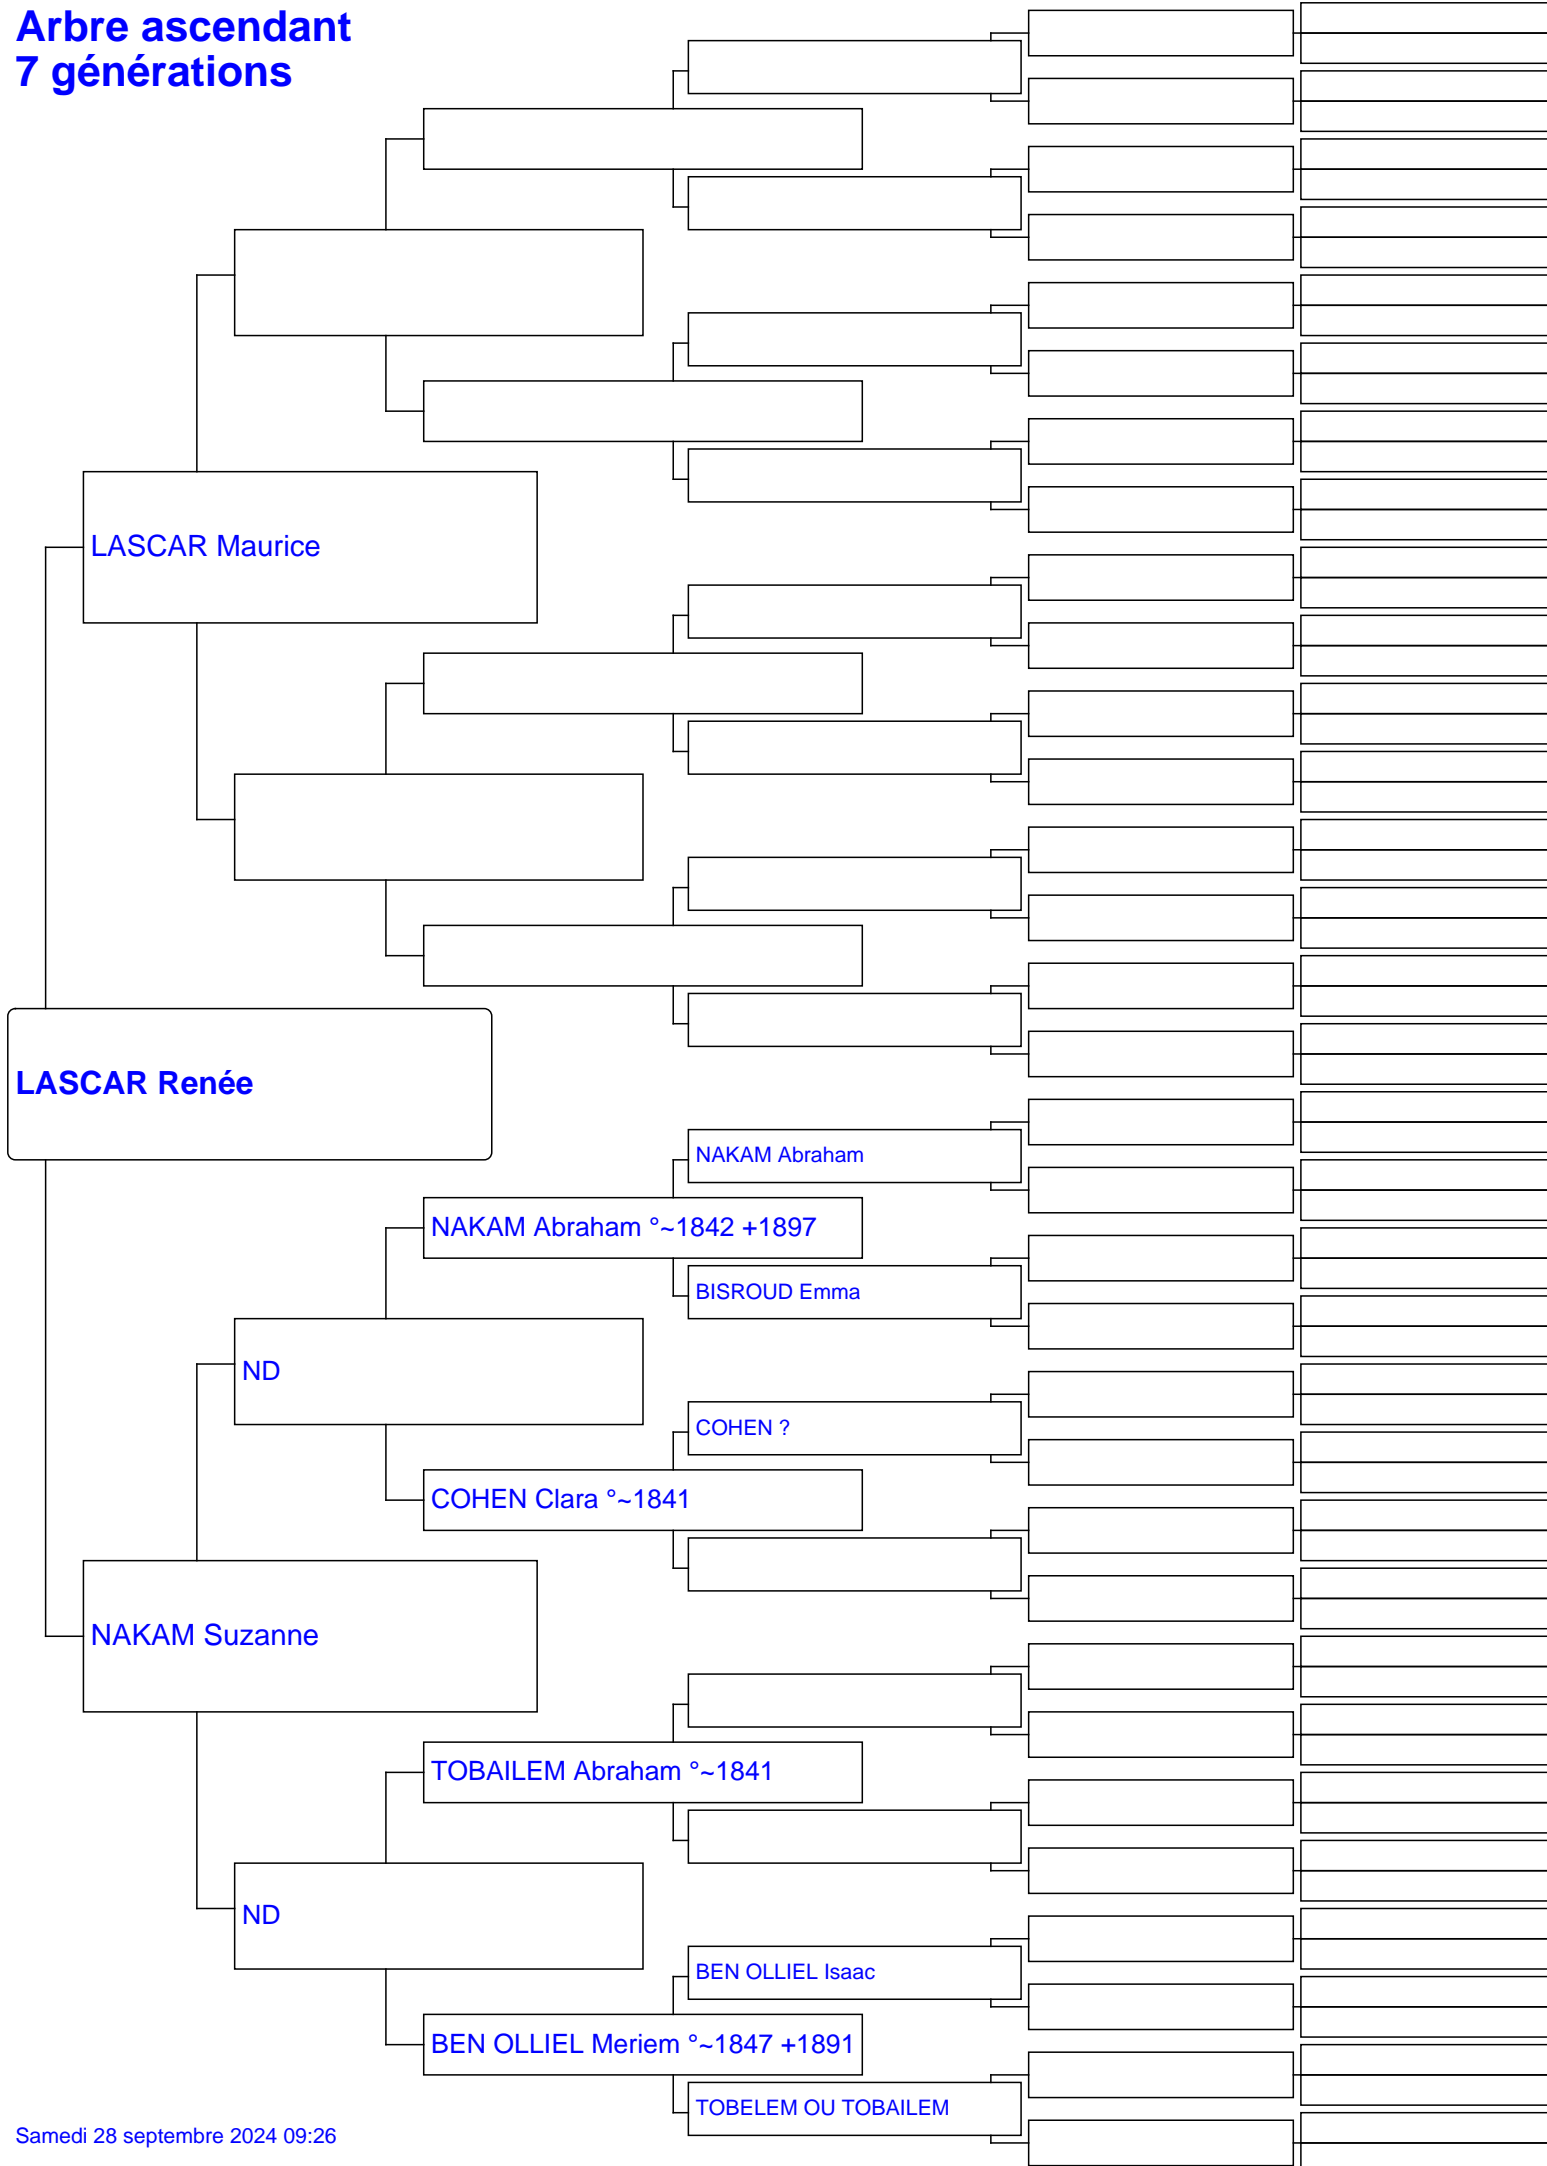 Arbre ascendant
7 générations
LASCAR Maurice
LASCAR Renée
NAKAM Abraham
NAKAM Abraham °~1842 +1897
BISROUD Emma
ND
COHEN ?
COHEN Clara °~1841
NAKAM Suzanne
TOBAILEM Abraham °~1841
ND
BEN OLLIEL Isaac
BEN OLLIEL Meriem °~1847 +1891
TOBELEM OU TOBAILEM
Samedi 28 septembre 2024 09:26